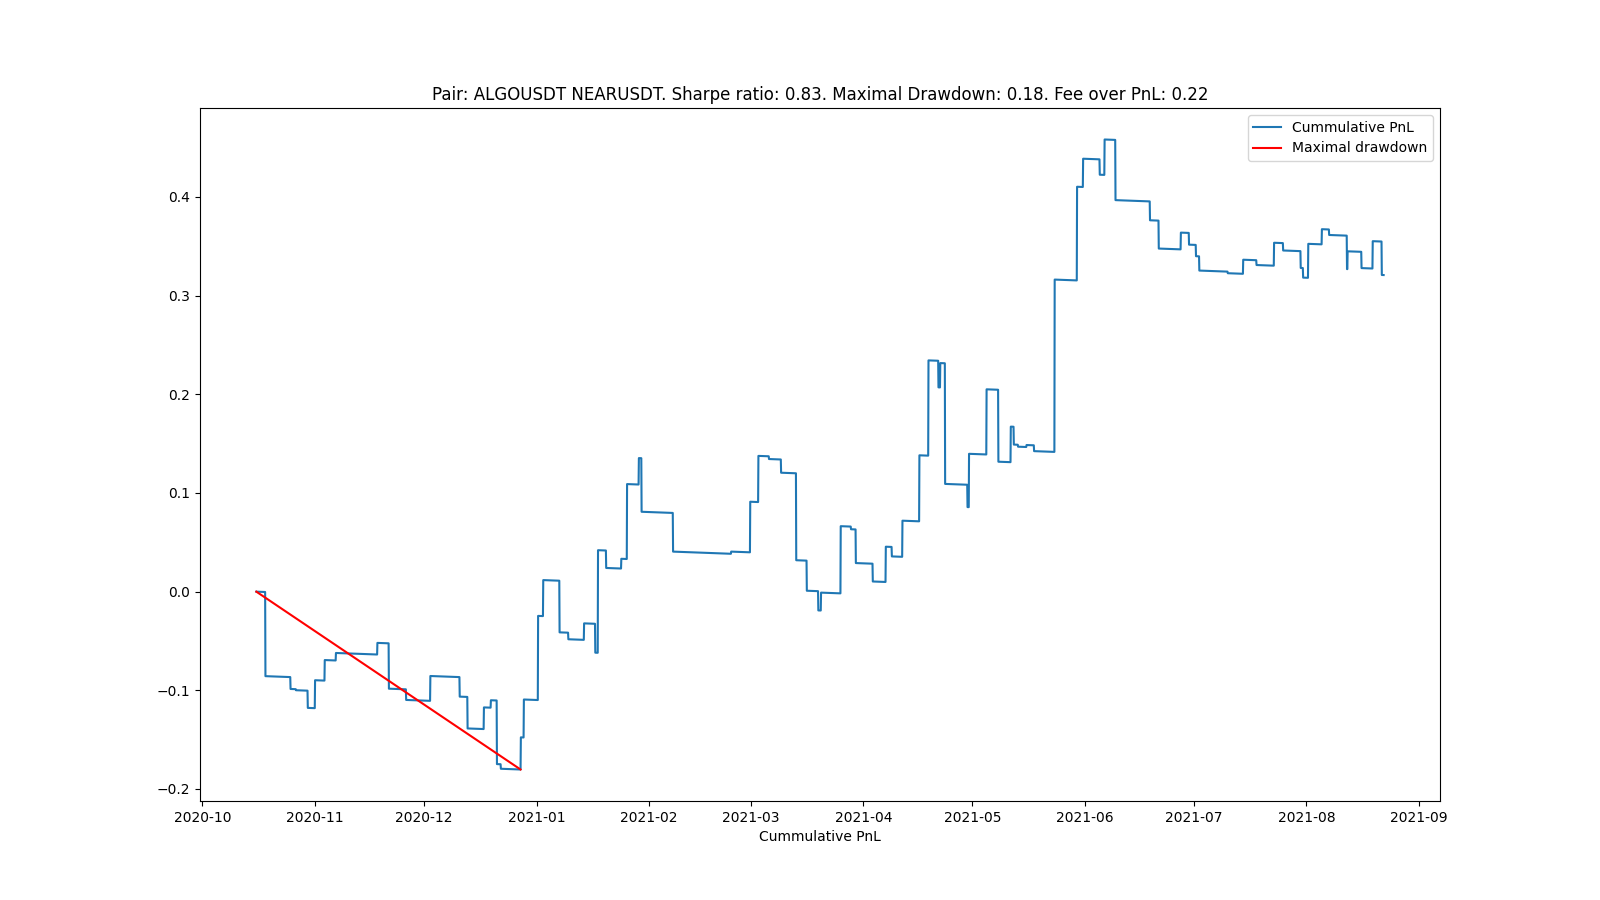 Pair: ALGOUSDT NEARUSDT. Sharpe ratio: 0.83. Maximal Drawdown: 0.18. Fee over PnL: 0.22
Cummulative PnL
Maximal drawdown
0.4
0.3
0.2
0.1
0.0
−0.1
−0.2
2020-10 2020-11 2020-12 2021-01 2021-02 2021-03 2021-04 2021-05 2021-06 2021-07 2021-08 2021-09
Cummulative PnL